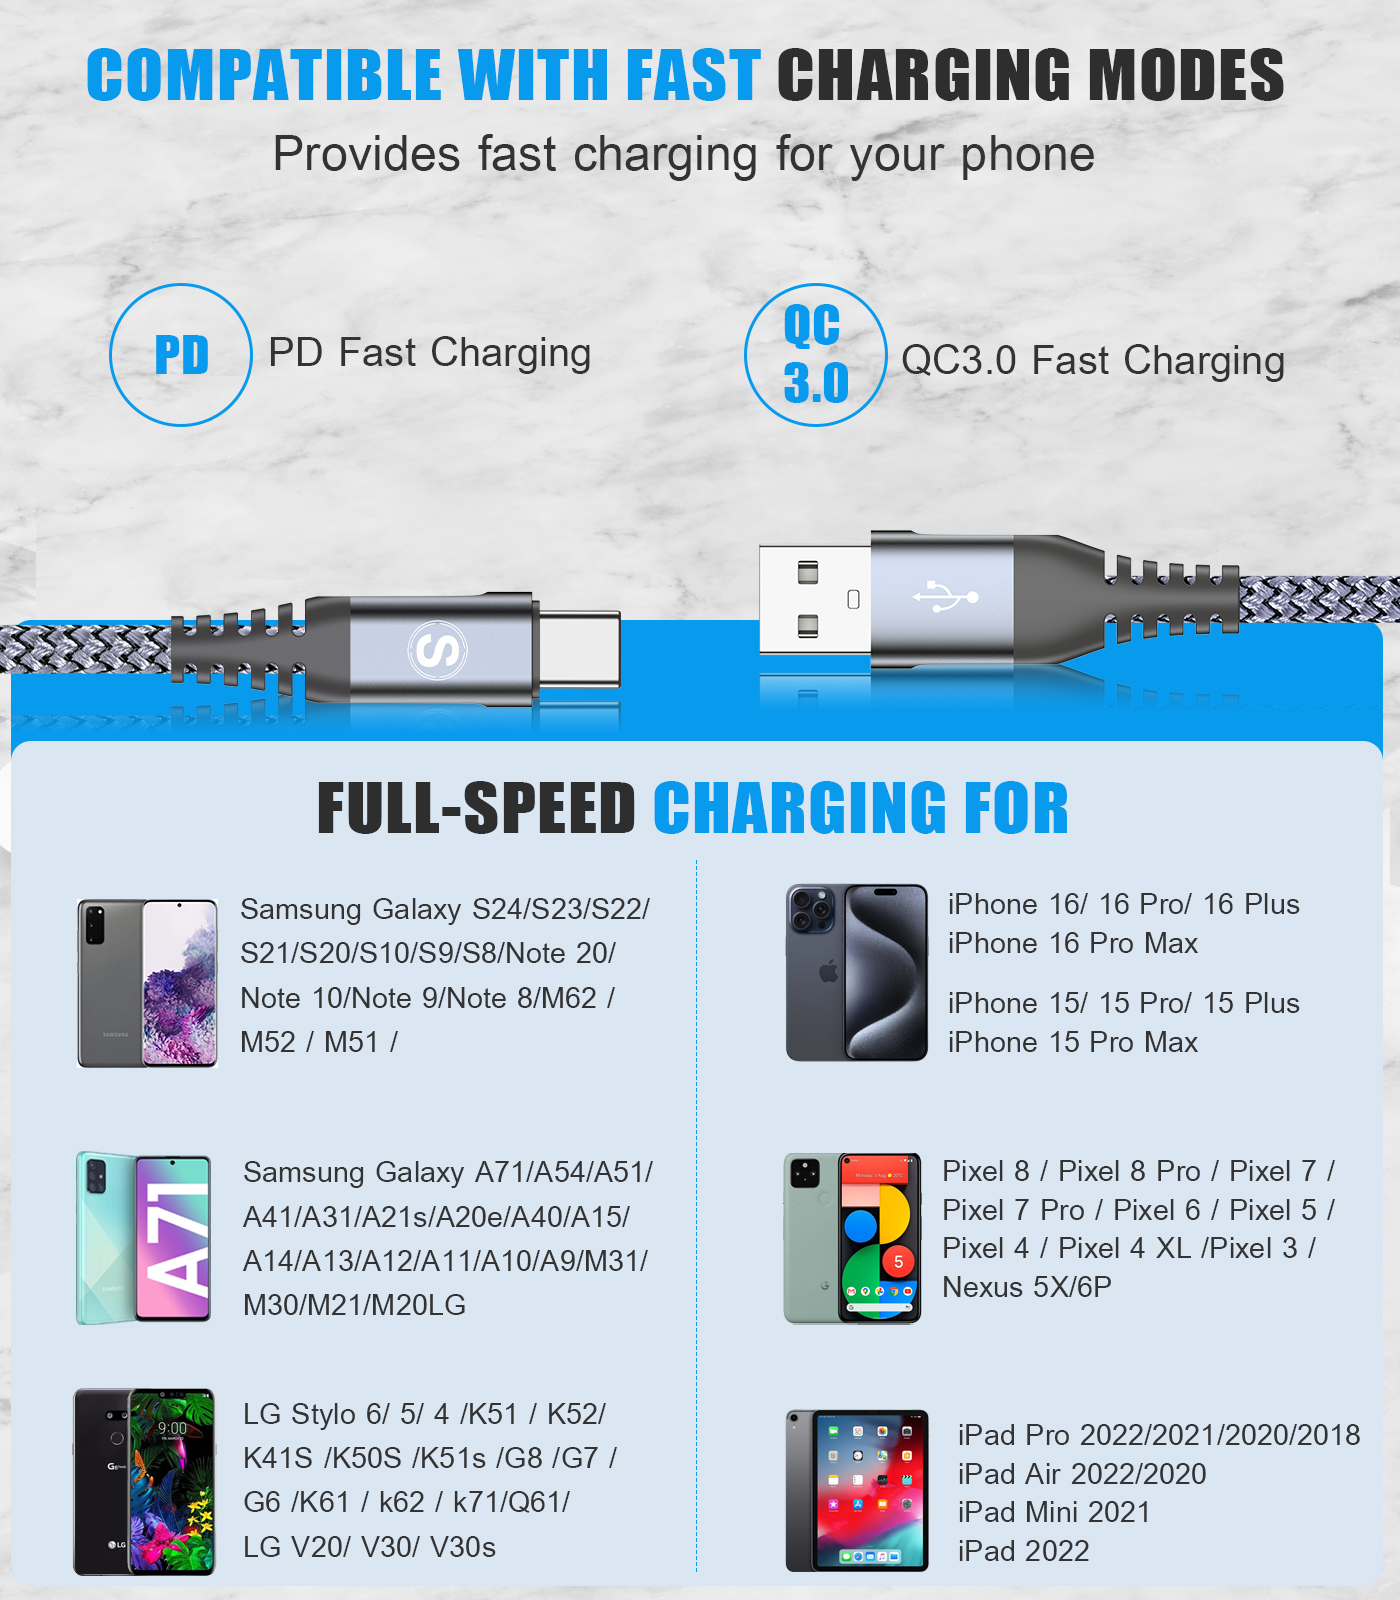 COMPATIBLE WITH FAST CHARGING MODES
Provides fast charging for your phone
PD
PD Fast Charging
QC
3.0
QC3.0 Fast Charging
S
FULL-SPEED CHARGING FOR
SAMSUNG
Samsung Galaxy S24/S23/S22/
S21/S20/S10/S9/S8/Note 20/
Note 10/Note 9/Note 8/M62 /
M52 / M51 /
iPhone 16/ 16 Pro/ 16 Plus
iPhone 16 Pro Max
iPhone 15/ 15 Pro/ 15 Plus
iPhone 15 Pro Max
A71
Samsung Galaxy A71/A54/A51/
A41/A31/A21s/A20e/A40/A15/
A14/A13/A12/A11/A10/A9/M31/
M30/M21/M20LG
5
Pixel 8 / Pixel 8 Pro / Pixel 7 /
Pixel 7 Pro / Pixel 6 / Pixel 5 /
Pixel 4 / Pixel 4 XL /Pixel 3 /
Nexus 5X/6P
9:00
LG
LG Stylo 6/ 5/ 4 /K51 / K52/
K41S /K50S /K51s /G8 /G7 /
G6 /K61 / k62 / k71/Q61/
LG V20/ V30/ V30s
iPad Pro 2022/2021/2020/2018
iPad Air 2022/2020
iPad Mini 2021
iPad 2022